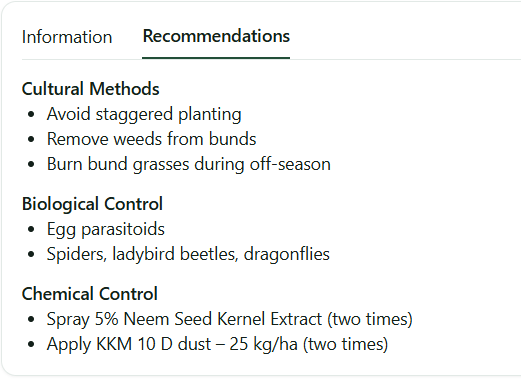 Information Recommendations
Cultural Methods
• Avoid staggered planting
• Remove weeds from bunds
• Burn bund grasses during off-season
Biological Control
• Egg parasitoids
• Spiders, ladybird beetles, dragonflies
Chemical Control
• Spray 5% Neem Seed Kernel Extract (two times)
• Apply KKM 10 D dust – 25 kg/ha (two times)